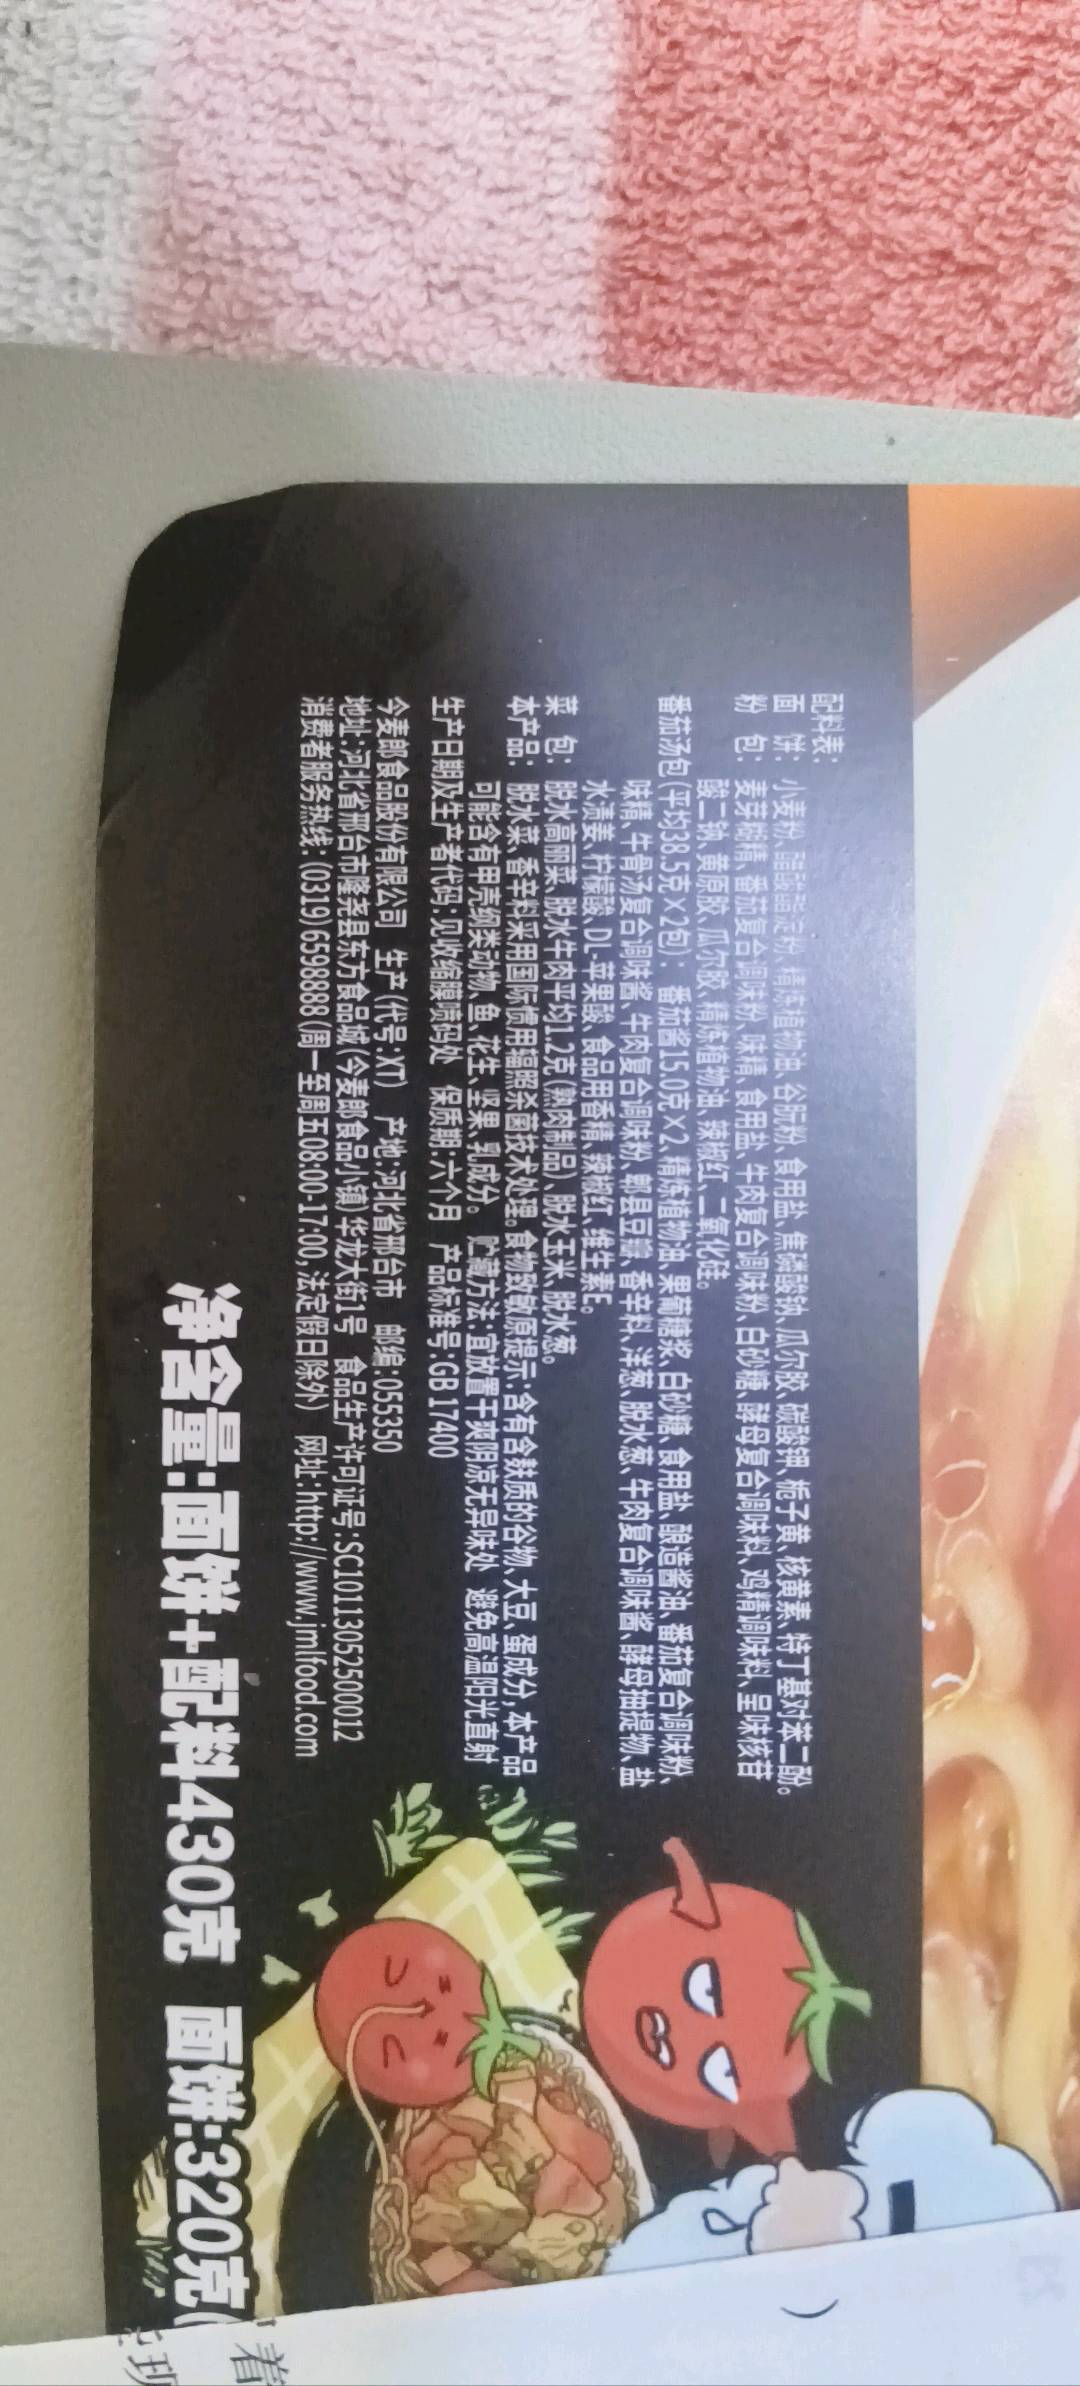 配料表:
面 饼: 小麦粉、醋酸酯淀粉、精炼植物油、谷朊粉、食用盐、焦磷酸钠、瓜尔胶、碳酸钾、栀子黄、核黄素、特丁基对苯二酚。
粉 包: 麦芽糊精、番茄复合调味粉、味精、食用盐、牛肉复合调味粉、白砂糖、酵母复合调味料、鸡精调味料、呈味核苷
酸二钠、黄原胶、瓜尔胶、精炼植物油、辣椒红、二氧化硅。
番茄汤包(平均38.5克×2包): 番茄酱15.0克×2、精炼植物油、果葡糖浆、白砂糖、食用盐、酿造酱油、番茄复合调味粉、
味精、牛骨汤复合调味酱、牛肉复合调味粉、郫县豆瓣、香辛料、洋葱、脱水葱、牛肉复合调味酱、酵母抽提物、盐
水渍姜、柠檬酸、DL-苹果酸、食品用香精、辣椒红、维生素E。
菜 包: 脱水高丽菜、脱水牛肉平均1.2克(熟肉制品)、脱水玉米、脱水葱。
本产品: 脱水菜、香辛料采用国际惯用辐照杀菌技术处理。食物致敏原提示:含有含麸质的谷物、大豆、蛋成分,本产品
可能含有甲壳纲类动物、鱼、花生、坚果、乳成分。 贮藏方法:宜放置干爽阴凉无异味处 避免高温阳光直射
生产日期及生产者代码:见收缩膜喷码处 保质期:六个月 产品标准号:GB17400
今麦郎食品股份有限公司 生产(代号:XT) 产地:河北省邢台市 邮编:055350
地址:河北省邢台市隆尧县东方食品城(今麦郎食品小镇)华龙大街1号 食品生产许可证号:SC10113052500012
消费者服务热线: (0319)6598888(周一至周五08:00-17:00,法定假日除外) 网址:http://www.jmlfood.com
净含量:面饼+配料430克 面饼:320克(
着